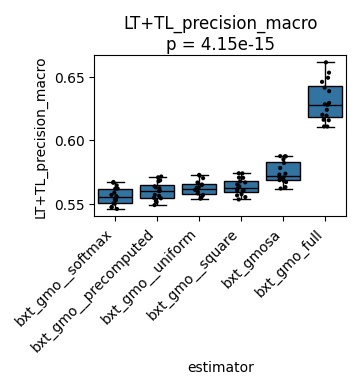 LT+TL_precision_macro
p = 4.15e-15
LT+TL_precision_macro
0.65
0.60
0.55
bxt_gmo__softmax
bxt_gmo__precomputed
bxt_gmo__uniform
bxt_gmo__square
bxt_gmosa
bxt_gmo_full
estimator